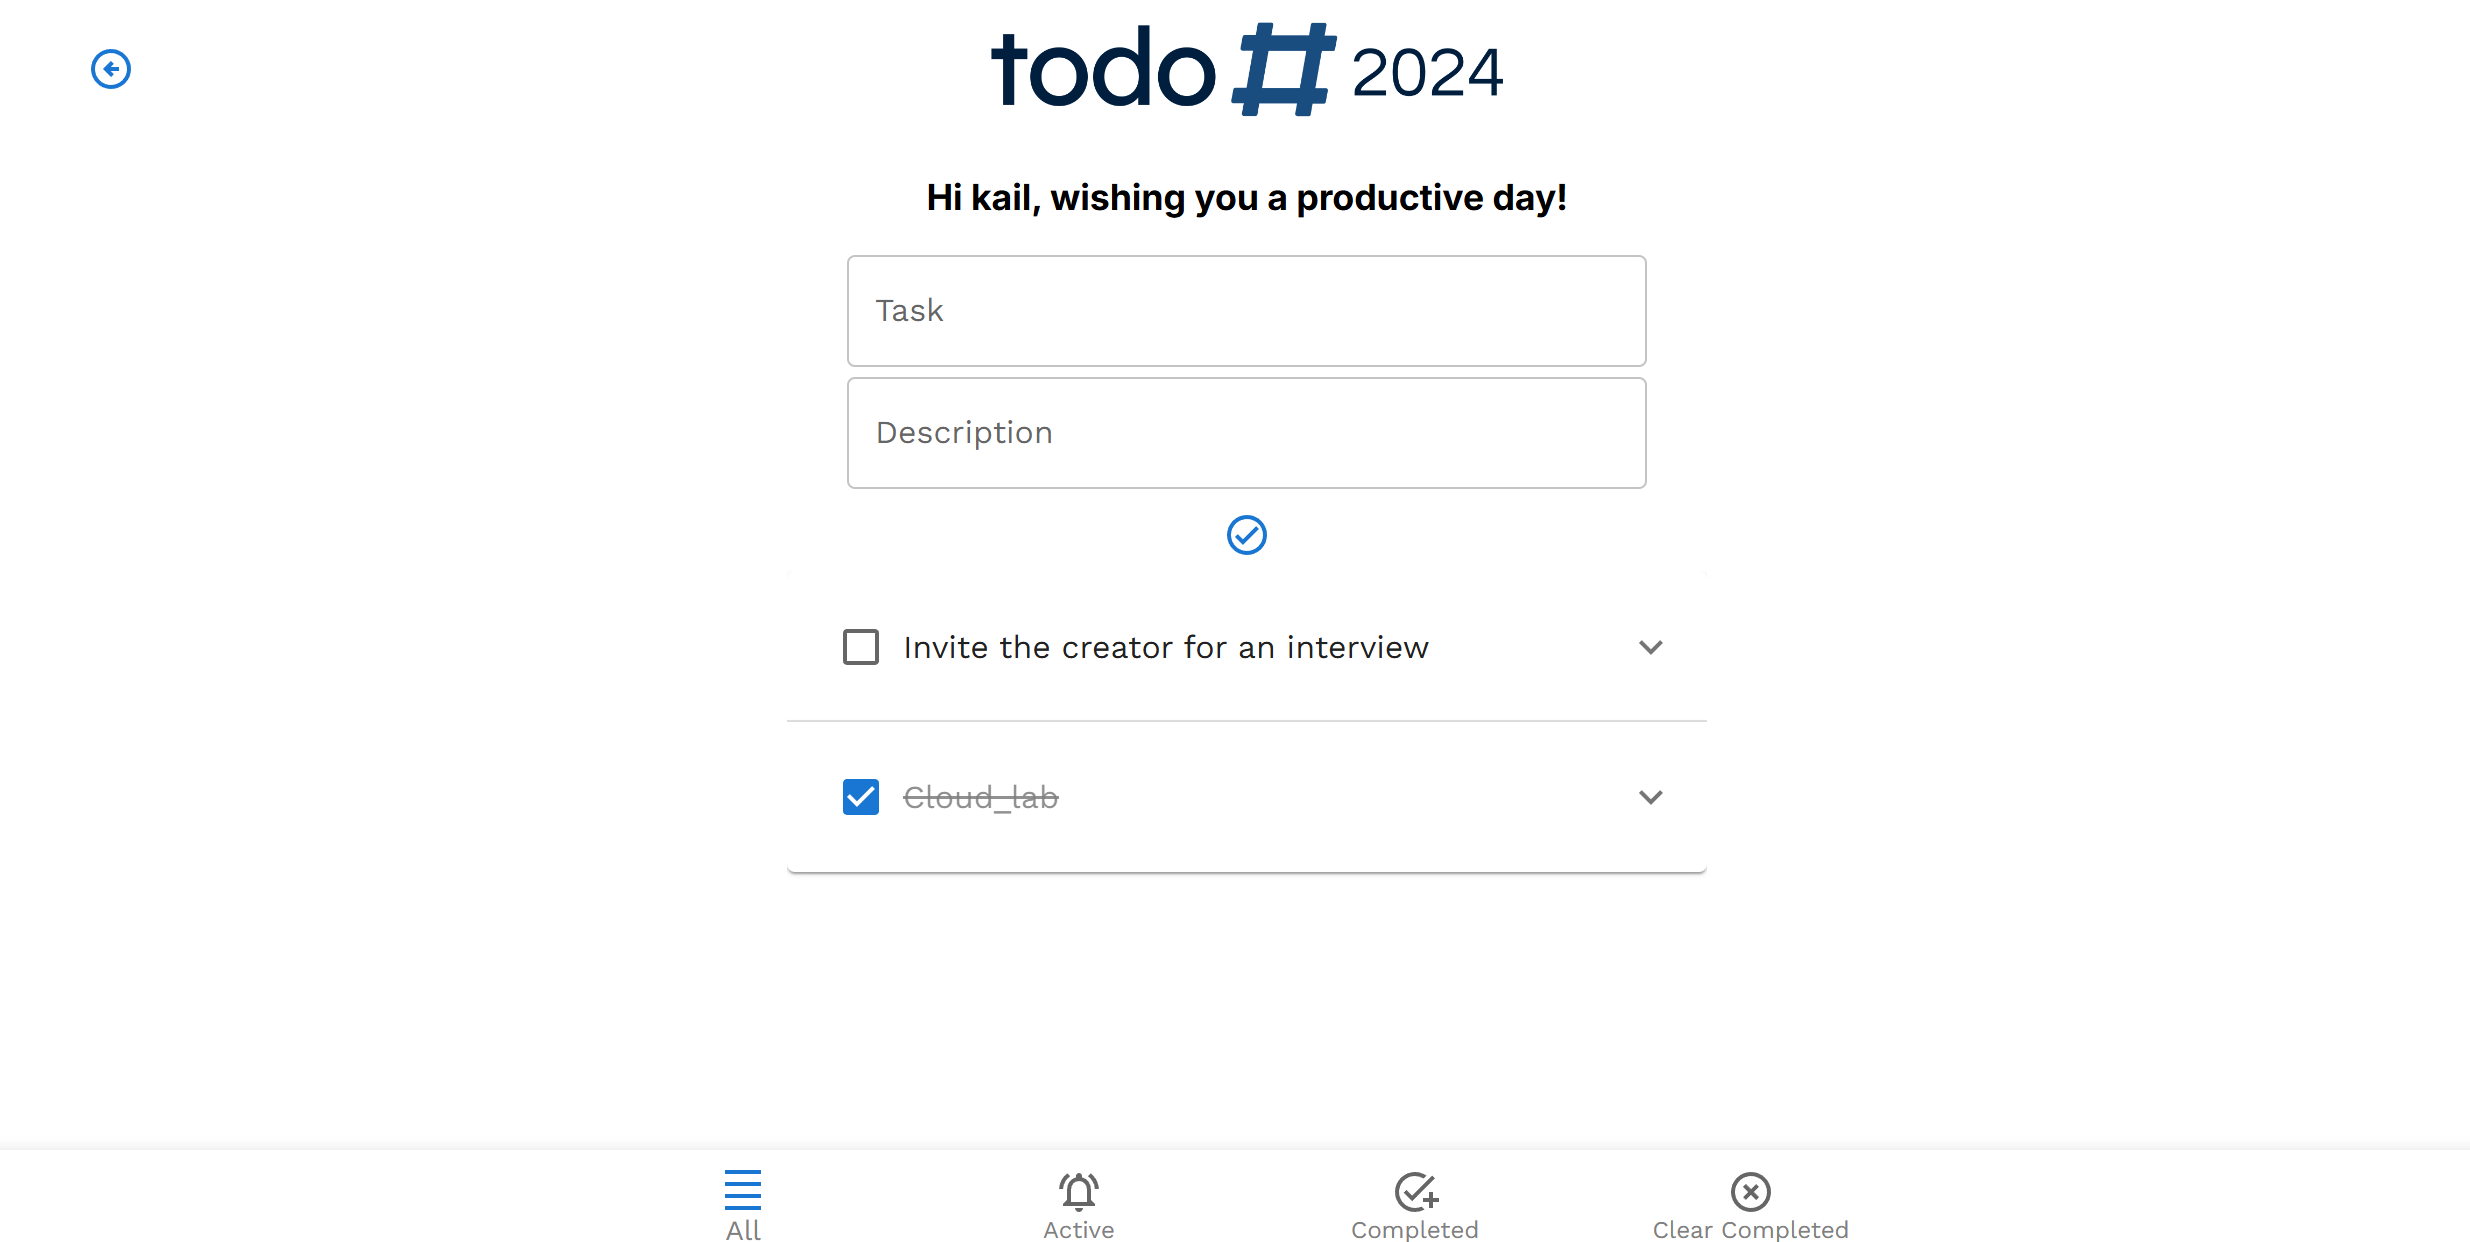 todo # 2024
Hi kail, wishing you a productive day!
Task
Description
Invite the creator for an interview
Cloud_lab
All
Active
Completed
Clear Completed